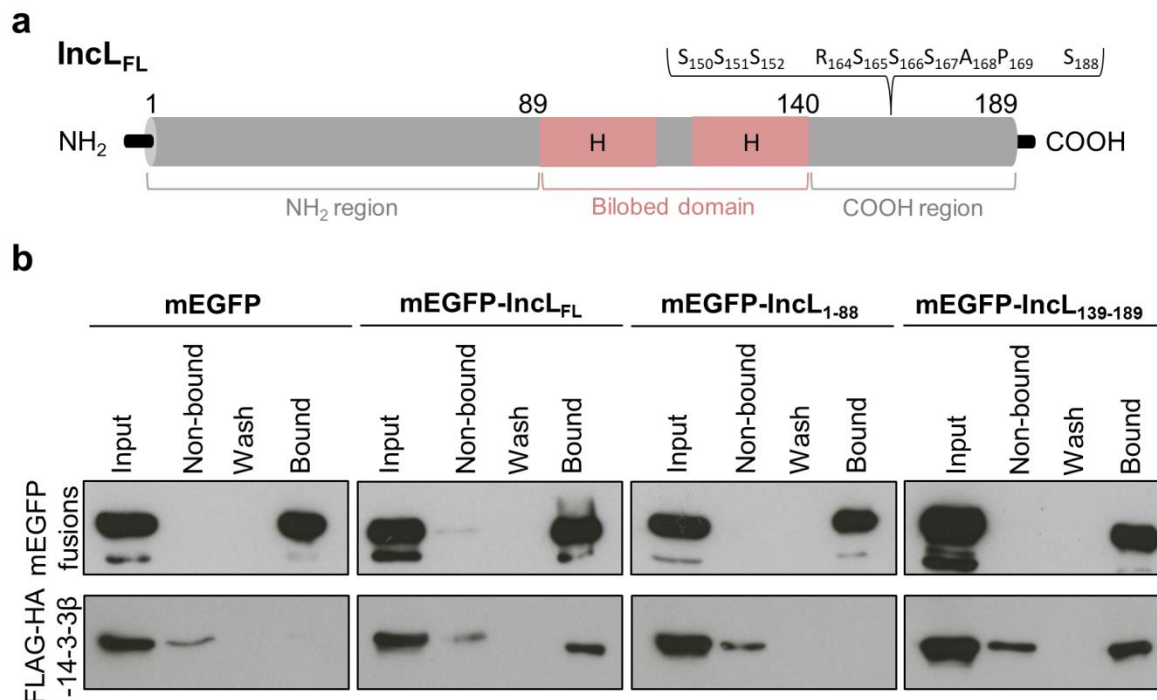 a
IncL_FL
S150S151S152 R164S165S166S167A168P169 S188
1 89 140 189
NH2 H H COOH
NH2 region Bilobed domain COOH region
b
mEGFP mEGFP-IncL_FL mEGFP-IncL1-88 mEGFP-IncL139-189
Input Non-bound Wash Bound Input Non-bound Wash Bound Input Non-bound Wash Bound Input Non-bound Wash Bound
mEGFP
fusions
FLAG-HA
-14-3-3β